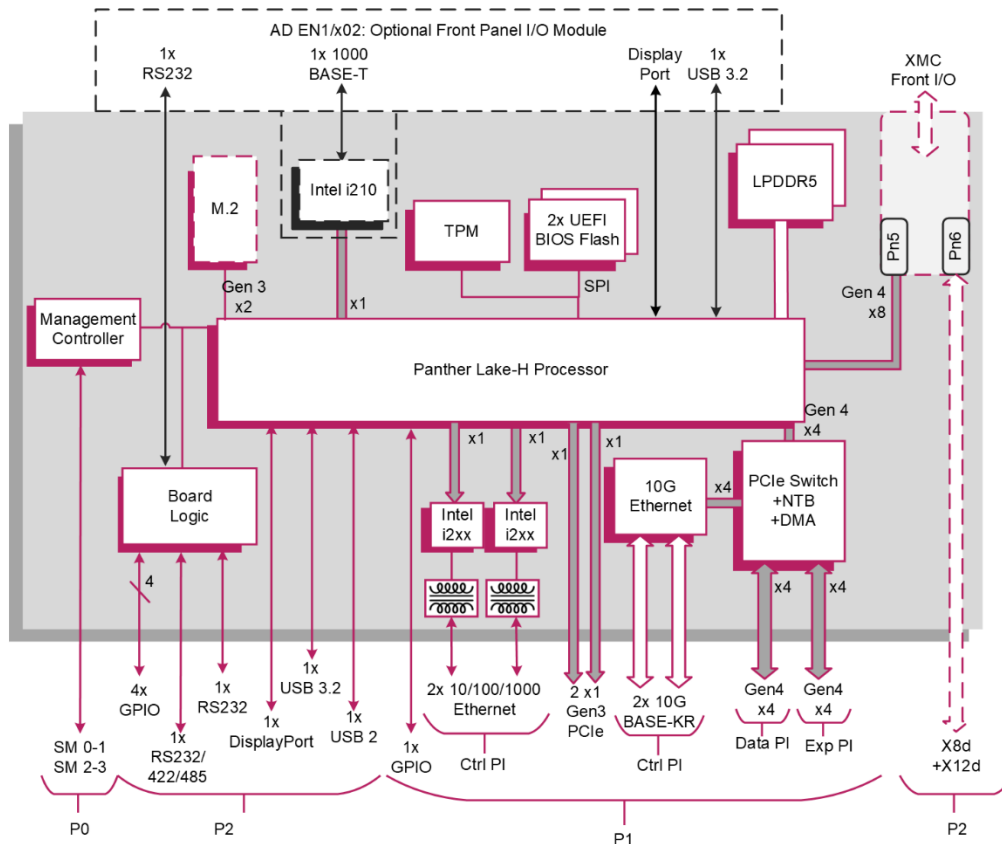 AD EN1/x02: Optional Front Panel I/O Module
1x
RS232
1x 1000
BASE-T
Display
Port
1x
USB 3.2
XMC
Front I/O
M.2
Intel i210
TPM
2x UEFI
BIOS Flash
LPDDR5
Pn5
Pn6
Gen 3
x2
x1
SPI
Gen 4
x8
Management
Controller
Panther Lake-H Processor
x1
x1
x1
x1
Gen 4
x4
Board
Logic
Intel
i2xx
Intel
i2xx
10G
Ethernet
x4
PCIe Switch
+NTB
+DMA
4
x4
x4
4x
GPIO
1x
RS232
1x
USB 3.2
2x 10/100/1000
Ethernet
2 x1
Gen3
PCIe
2x 10G
BASE-KR
Gen4
x4
Gen4
x4
SM 0-1
SM 2-3
1x
RS232/
422/485
1x
DisplayPort
1x
USB 2
1x
GPIO
Ctrl PI
Ctrl PI
Data PI
Exp PI
X8d
+X12d
P0
P2
P1
P2